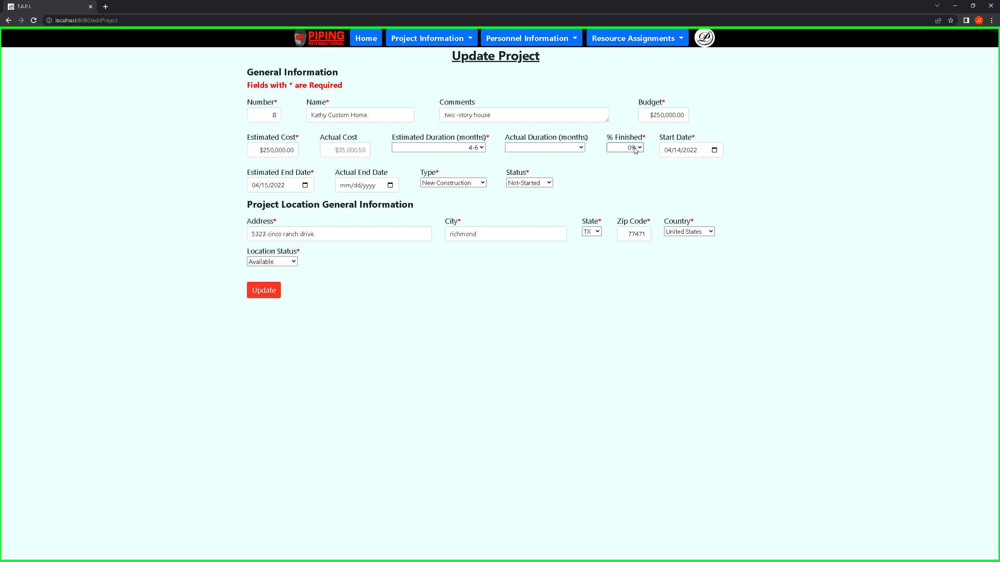 T.A.P.I.
localhost:8080/editProject
JZ
PIPING
INTERNATIONAL
Home Project Information Personnel Information Resource Assignments
Update Project
General Information
Fields with * are Required
Number* Name* Comments Budget*
8 Kathy Custom Home two -story house $250,000.00
Estimated Cost* Actual Cost Estimated Duration (months)* Actual Duration (months) % Finished* Start Date*
$250,000.00 $35,000.50 4-6 0% 04/14/2022
Estimated End Date* Actual End Date Type* Status*
04/15/2022 mm/dd/yyyy New Construction Not-Started
Project Location General Information
Address* City* State* Zip Code* Country*
5323 cinco ranch drive richmond TX 77471 United States
Location Status*
Available
Update